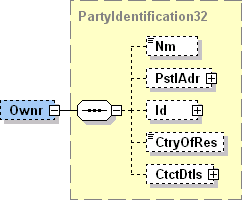 PartyIdentification32
Ownr
Nm
PstlAdr
Id
CtryOfRes
CtctDtls